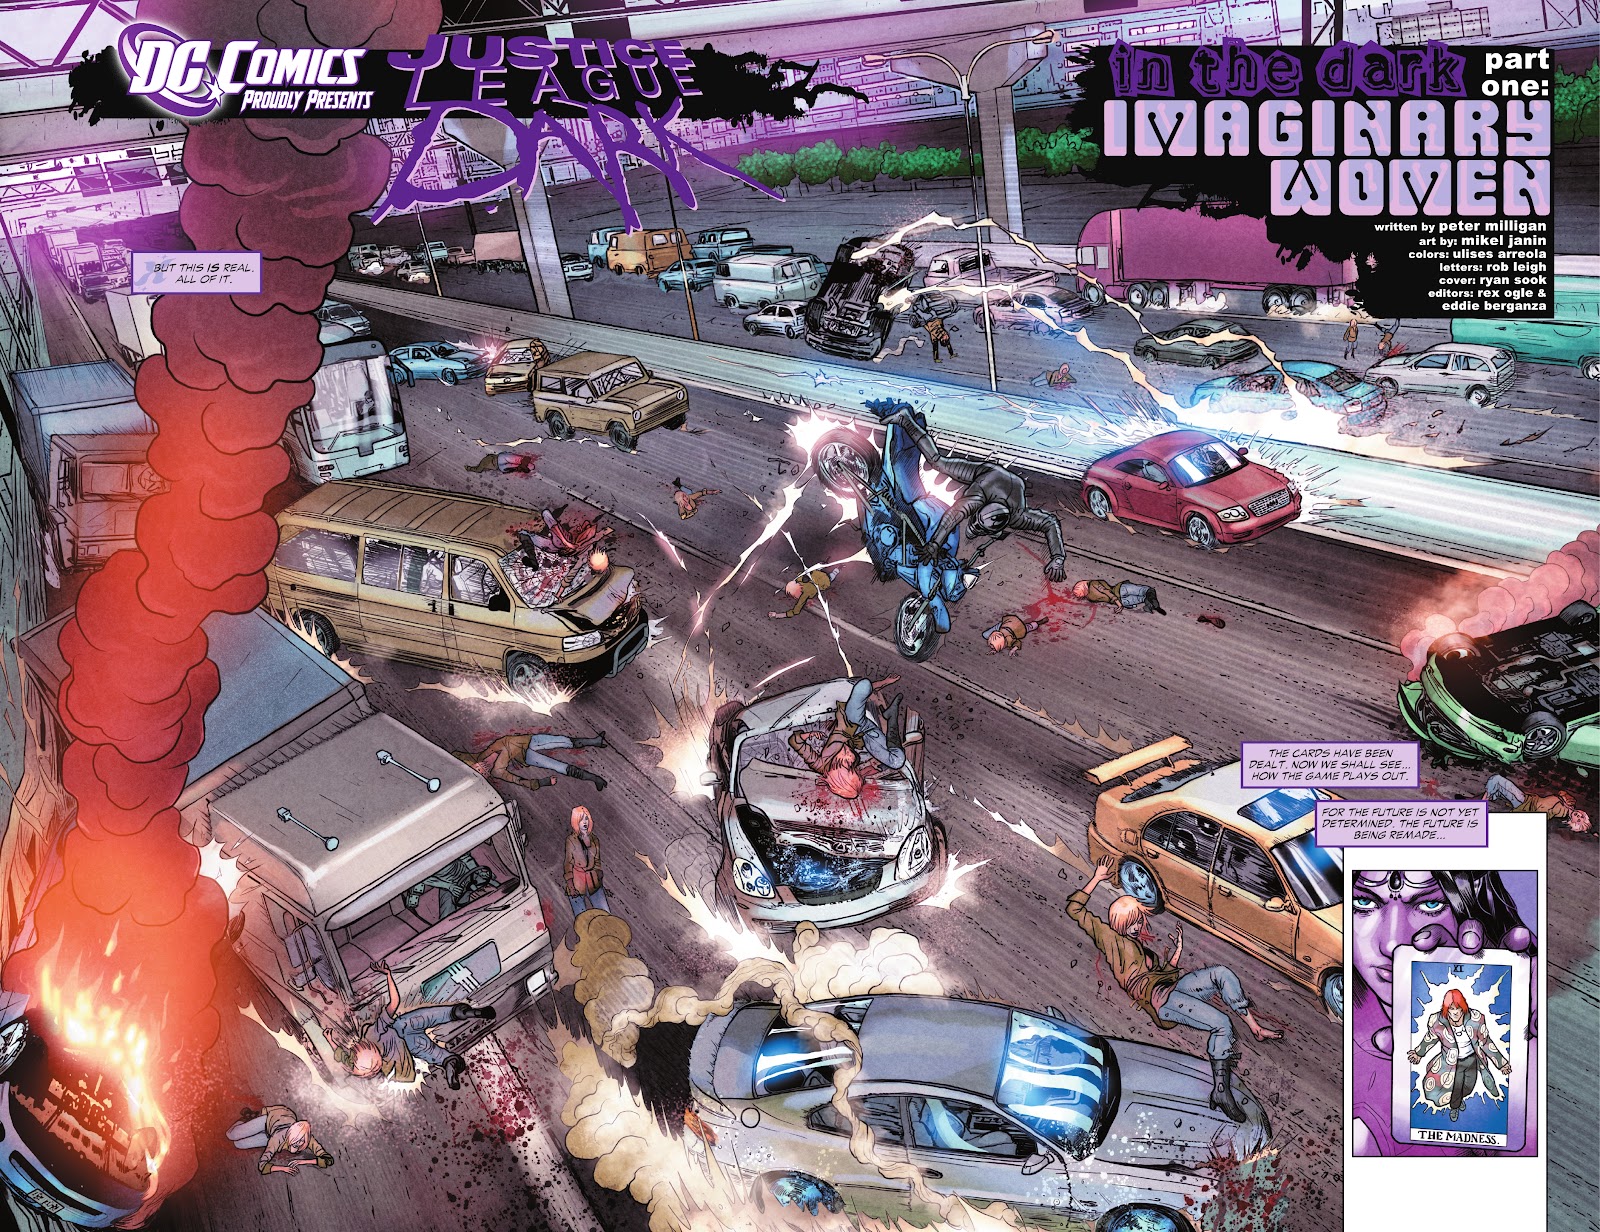 DC COMICS
PROUDLY PRESENTS
JUSTICE
LEAGUE
DARK
in the dark
part
one:
IMAGINARY
WOMEN
written by peter milligan
art by: mikel janin
colors: ulises arreola
letters: rob leigh
cover: ryan sook
editors: rex ogle &
eddie berganza
BUT THIS IS REAL.
ALL OF IT.
THE CARDS HAVE BEEN
DEALT. NOW WE SHALL SEE...
HOW THE GAME PLAYS OUT.
FOR THE FUTURE IS NOT YET
DETERMINED. THE FUTURE IS
BEING REMADE...
XI
THE MADNESS.